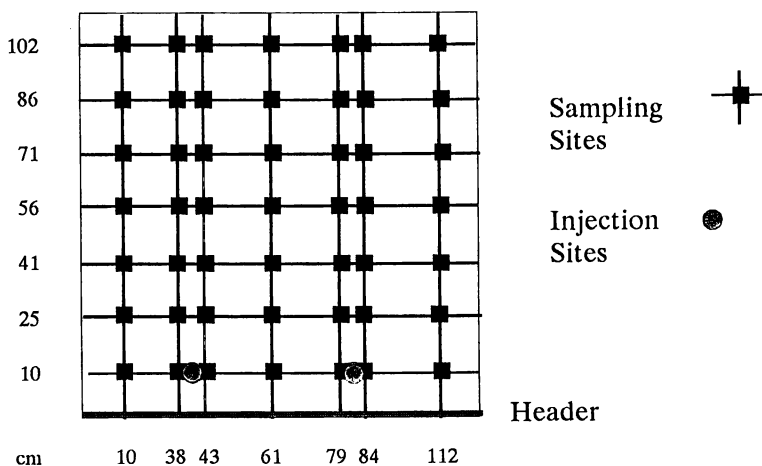 102
86
71
56
41
25
10
cm 10 38 43 61 79 84 112
Header
Sampling
Sites
Injection
Sites